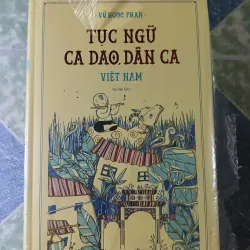 - VŨ NGỌC PHAN -
TỤC NGỮ
CA DAO, DÂN CA
VIỆT NAM